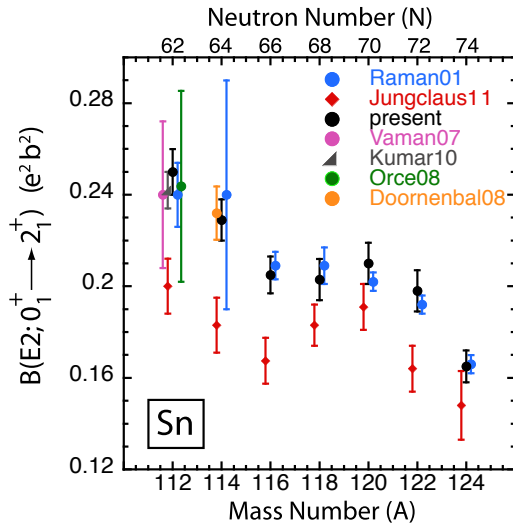 Neutron Number (N)
62 64 66 68 70 72 74
Raman01
Jungclaus11
present
Vaman07
Kumar10
Orce08
Doornenbal08
0.28
0.24
0.2
0.16
0.12
B(E2; 0₁⁺ → 2₁⁺) (e² b²)
Sn
112 114 116 118 120 122 124
Mass Number (A)